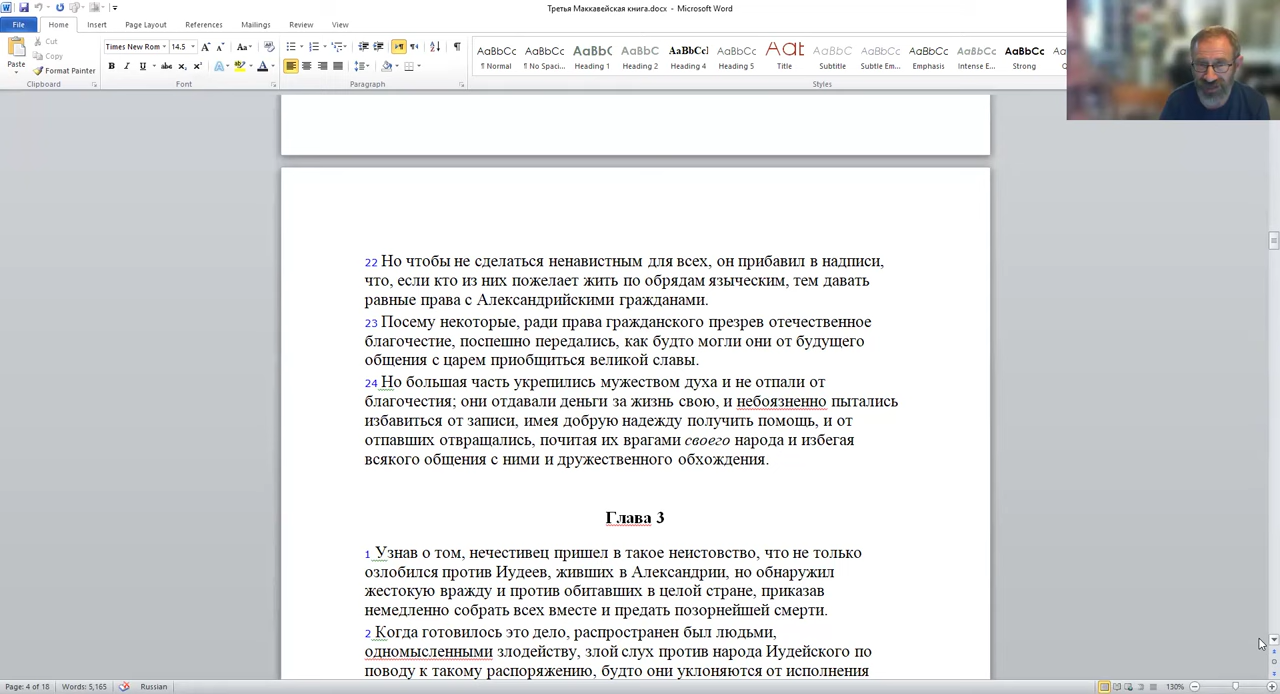 Третья Маккавейская книга.docx - Microsoft Word
File Home Insert Page Layout References Mailings Review View
Paste
Cut
Copy
Format Painter
Times New Rom 14.5
AaBbCc AaBbCc AaBbC AaBbC AaBbCcI AaBbCc AaI AaBbCc AaBbCc AaBbCc AaBbCc AaBbCc
¶ Normal ¶ No Spaci... Heading 1 Heading 2 Heading 4 Heading 5 Title Subtitle Subtle Em... Emphasis Intense E... Strong
Clipboard Font Paragraph Styles
22 Но чтобы не сделаться ненавистным для всех, он прибавил в надписи,
что, если кто из них пожелает жить по обрядам языческим, тем давать
равные права с Александрийскими гражданами.
23 Посему некоторые, ради права гражданского презрев отечественное
благочестие, поспешно передались, как будто могли они от будущего
общения с царем приобщиться великой славы.
24 Но большая часть укрепились мужеством духа и не отпали от
благочестия; они отдавали деньги за жизнь свою, и небоязненно пытались
избавиться от записи, имея добрую надежду получить помощь, и от
отпавших отвращались, почитая их врагами своего народа и избегая
всякого общения с ними и дружественного обхождения.
Глава 3
1 Узнав о том, нечестивец пришел в такое неистовство, что не только
озлобился против Иудеев, живших в Александрии, но обнаружил
жестокую вражду и против обитавших в целой стране, приказав
немедленно собрать всех вместе и предать позорнейшей смерти.
2 Когда готовилось это дело, распространен был людьми,
одномысленными злодейству, злой слух против народа Иудейского по
поводу к такому распоряжению, будто они уклоняются от исполнения
Page: 4 of 18 Words: 5,165 Russian 130%